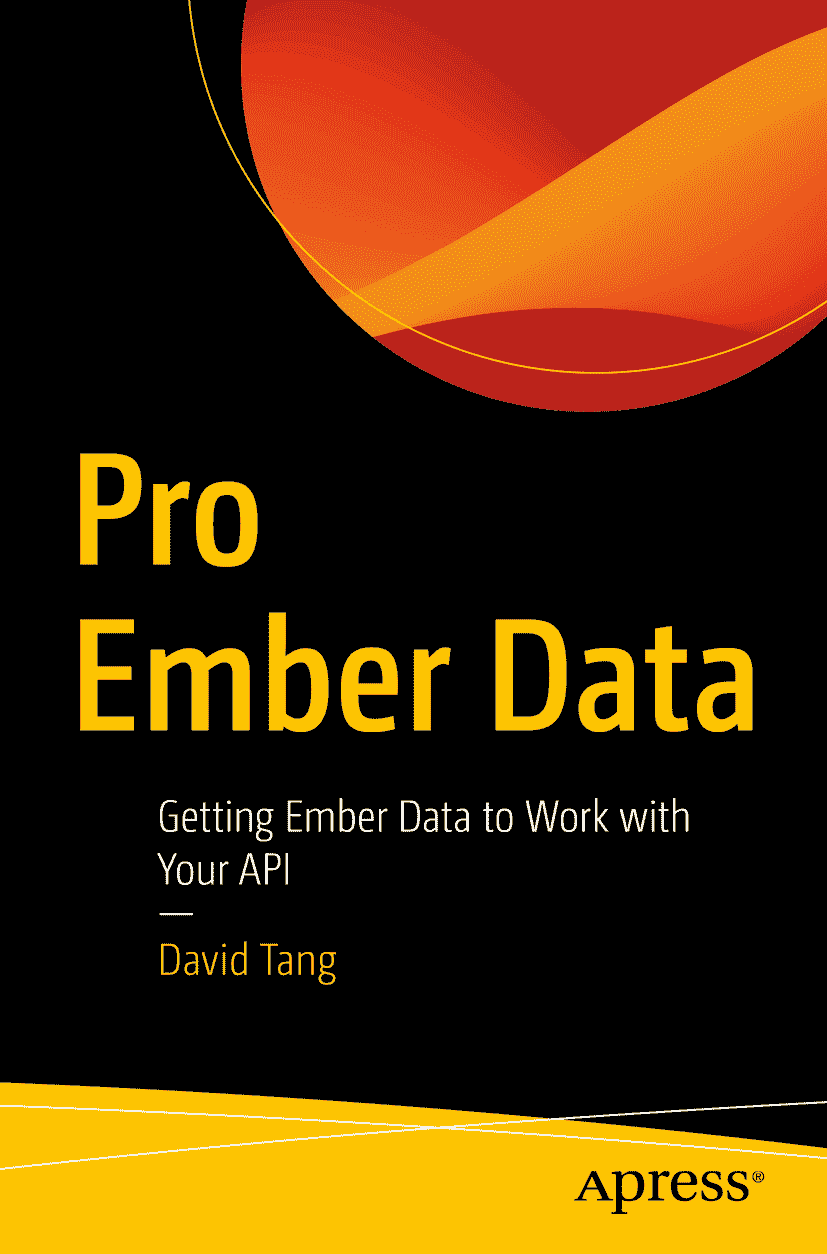 Pro
Ember Data
Getting Ember Data to Work with
Your API
David Tang
Apress®